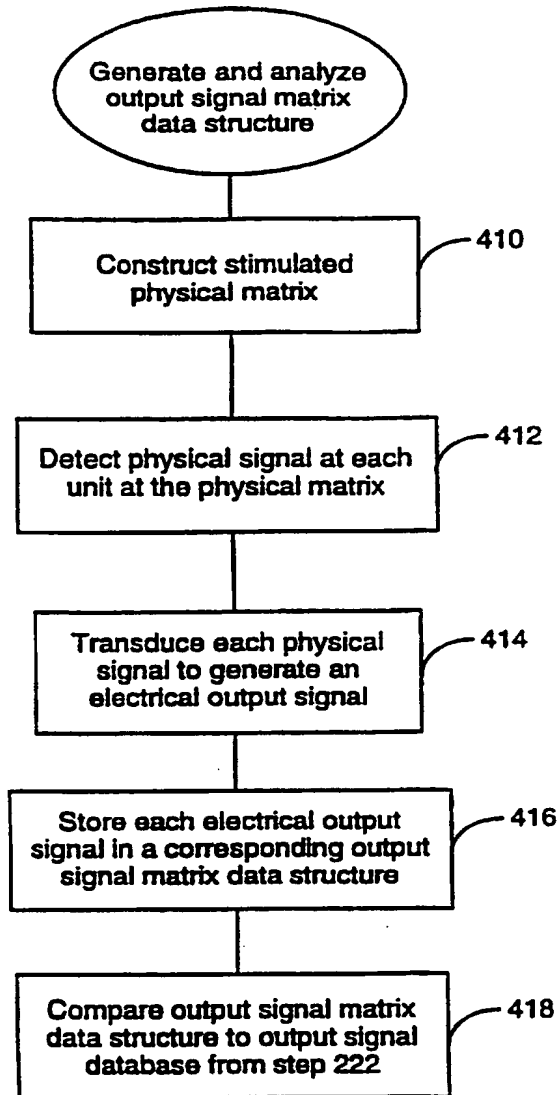 Generate and analyze
output signal matrix
data structure
410
Construct stimulated
physical matrix
412
Detect physical signal at each
unit at the physical matrix
414
Transduce each physical
signal to generate an
electrical output signal
416
Store each electrical output
signal in a corresponding output
signal matrix data structure
418
Compare output signal matrix
data structure to output signal
database from step 222